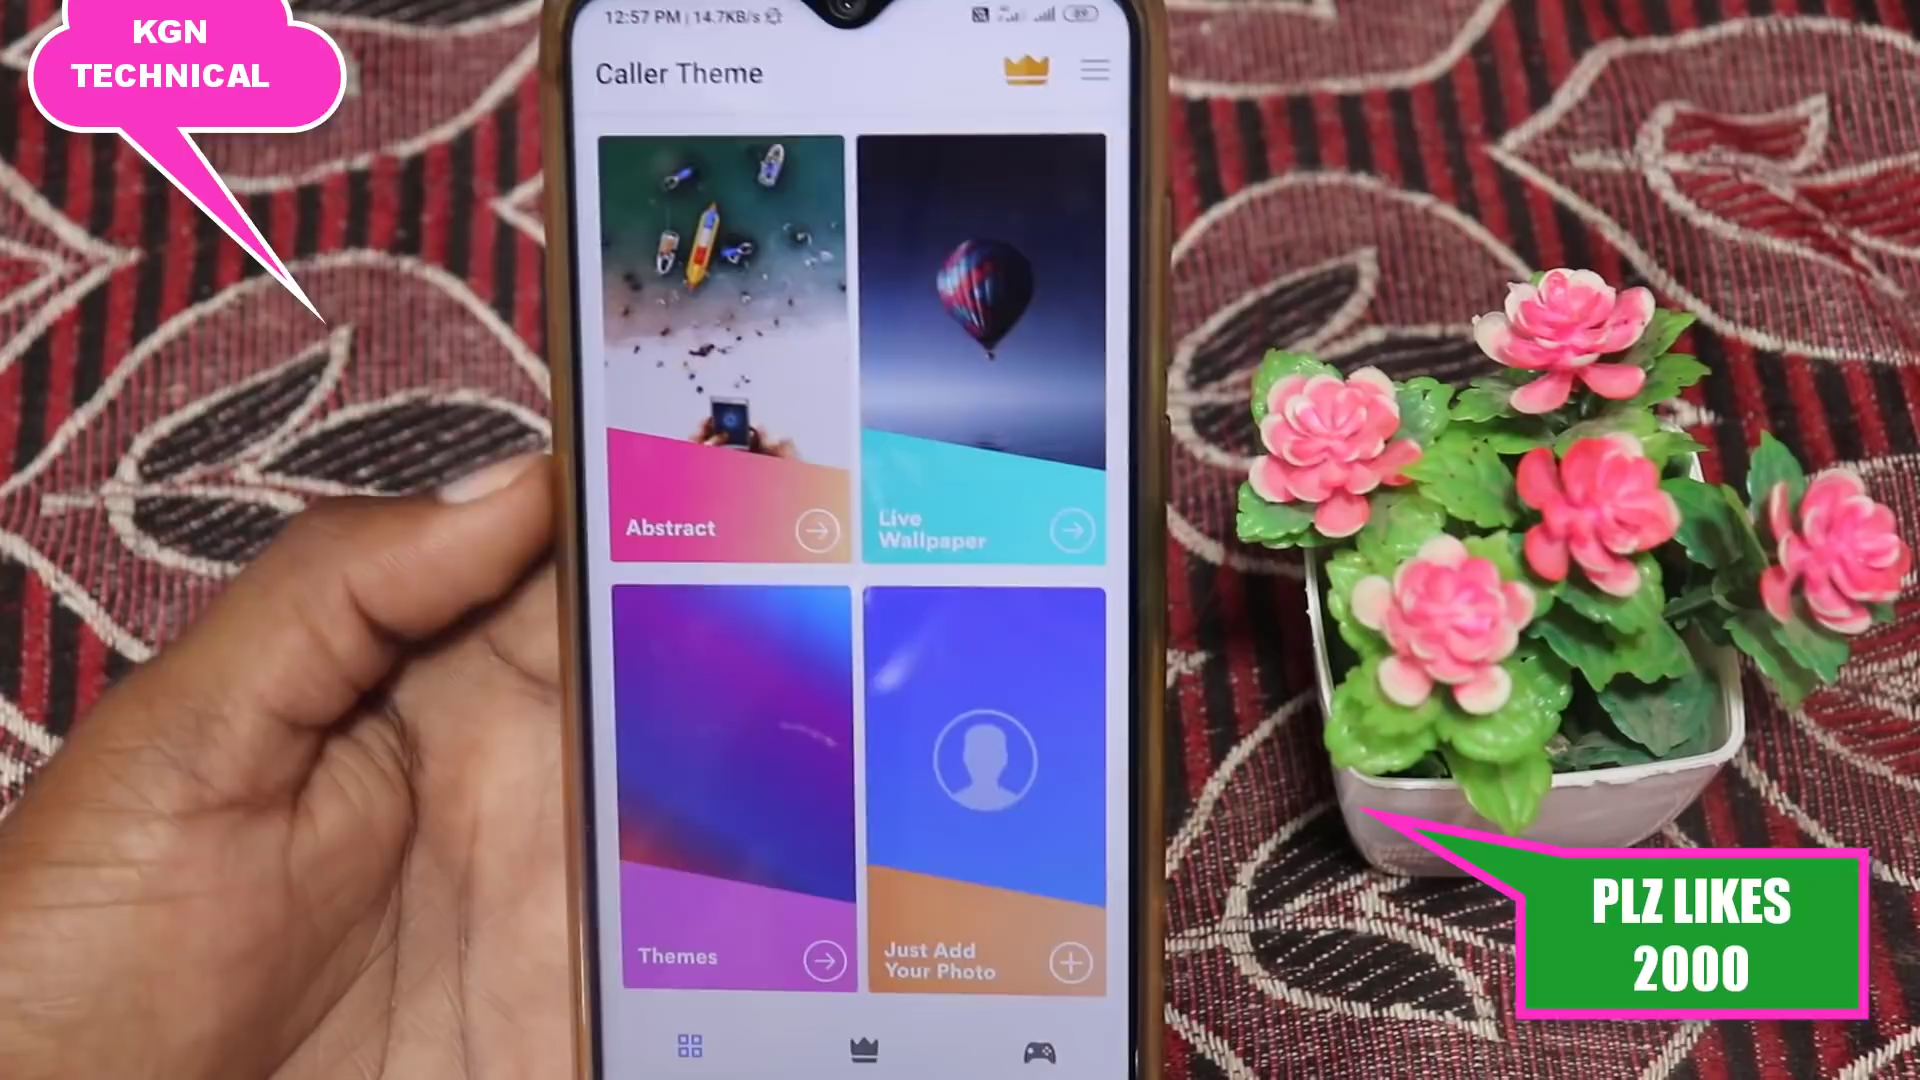 KGN
TECHNICAL
12:57 PM | 14.7KB/s
89
Caller Theme
Abstract
Live
Wallpaper
Themes
Just Add
Your Photo
PLZ LIKES
2000